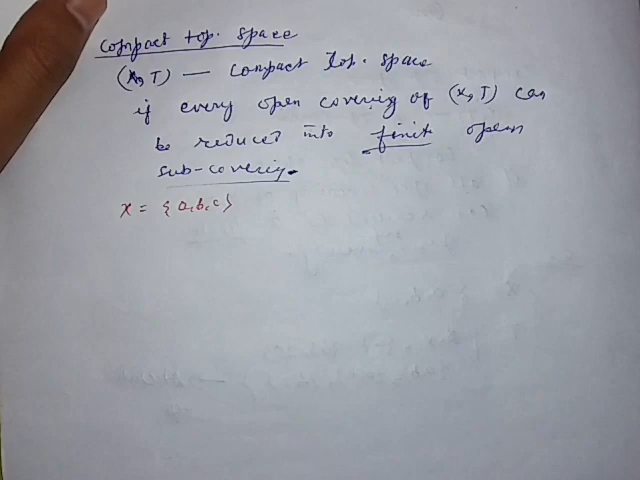 compact top. space
(X, T) — compact top. space
if every open covering of (X, T) can
be reduced into finite open
sub-covering.
X = {a, b, c}